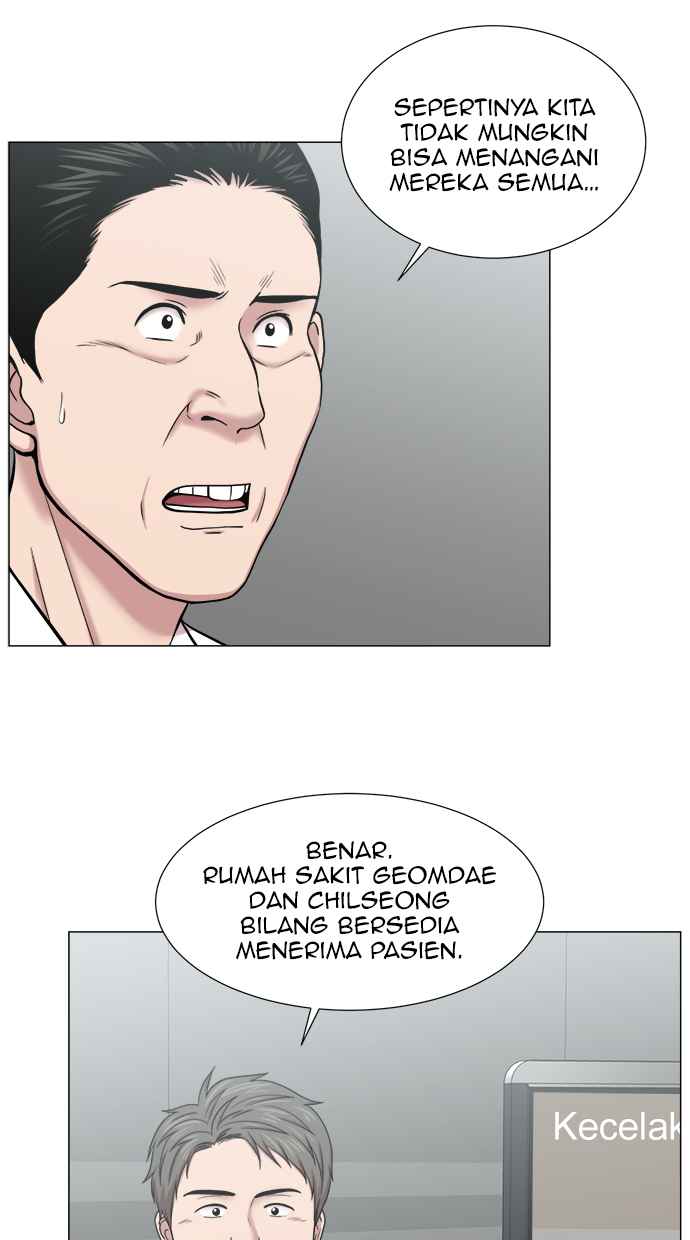 SEPERTINYA KITA
TIDAK MUNGKIN
BISA MENANGANI
MEREKA SEMUA...
BENAR.
RUMAH SAKIT GEOMDAE
DAN CHILSEONG
BILANG BERSEDIA
MENERIMA PASIEN.
Kecelak